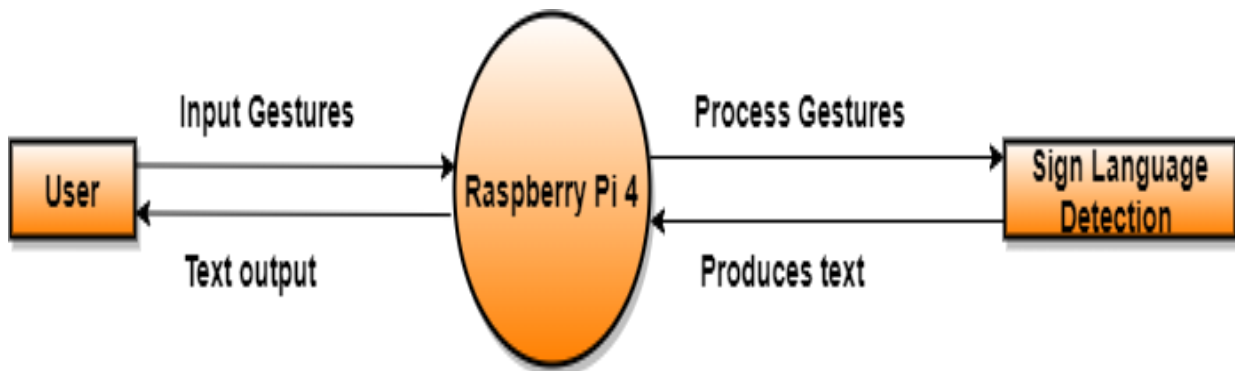 Input Gestures
Process Gestures
User
Raspberry Pi 4
Sign Language
Detection
Text output
Produces text